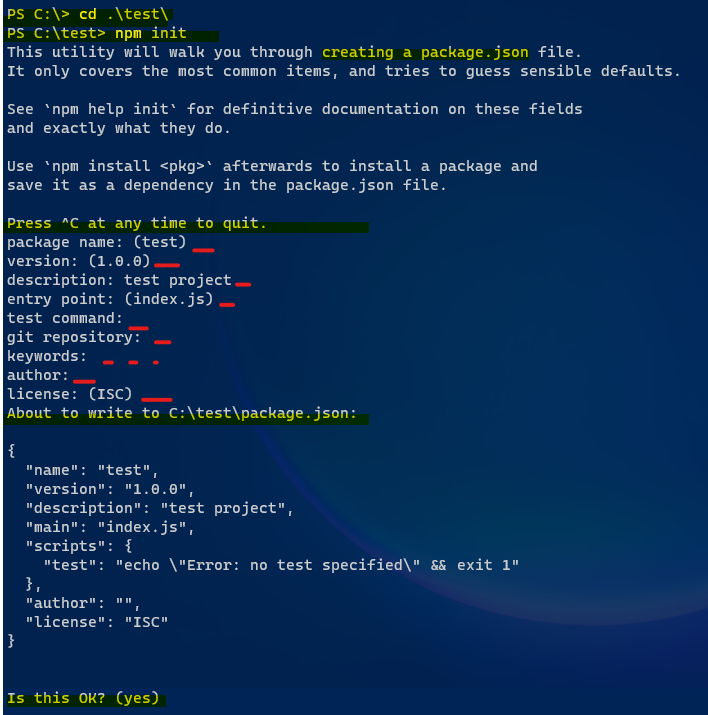 PS C:\> cd .\test\
PS C:\test> npm init
This utility will walk you through creating a package.json file.
It only covers the most common items, and tries to guess sensible defaults.
See `npm help init` for definitive documentation on these fields
and exactly what they do.
Use `npm install <pkg>` afterwards to install a package and
save it as a dependency in the package.json file.
Press ^C at any time to quit.
package name: (test)
version: (1.0.0)
description: test project
entry point: (index.js)
test command:
git repository:
keywords:
author:
license: (ISC)
About to write to C:\test\package.json:
{
  "name": "test",
  "version": "1.0.0",
  "description": "test project",
  "main": "index.js",
  "scripts": {
    "test": "echo \"Error: no test specified\" && exit 1"
  },
  "author": "",
  "license": "ISC"
}
Is this OK? (yes)